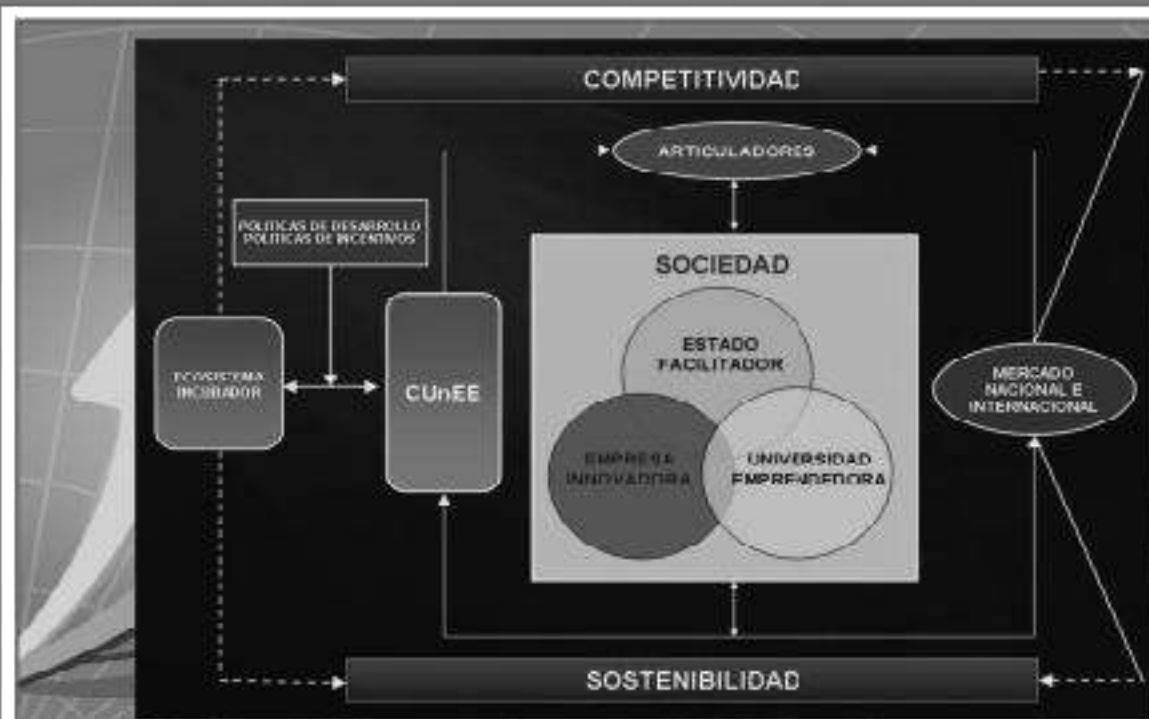 COMPETITIVIDAD
ARTICULADORES
POLITICAS DE DESARROLLO
POLITICAS DE INCENTIVOS
SOCIEDAD
ESTADO
FACILITADOR
ECOSISTEMA
INCUBADOR
CUnEE
MERCADO
NACIONAL E
INTERNACIONAL
EMPRESA
INNOVADORA
UNIVERSIDAD
EMPRENDEDORA
SOSTENIBILIDAD